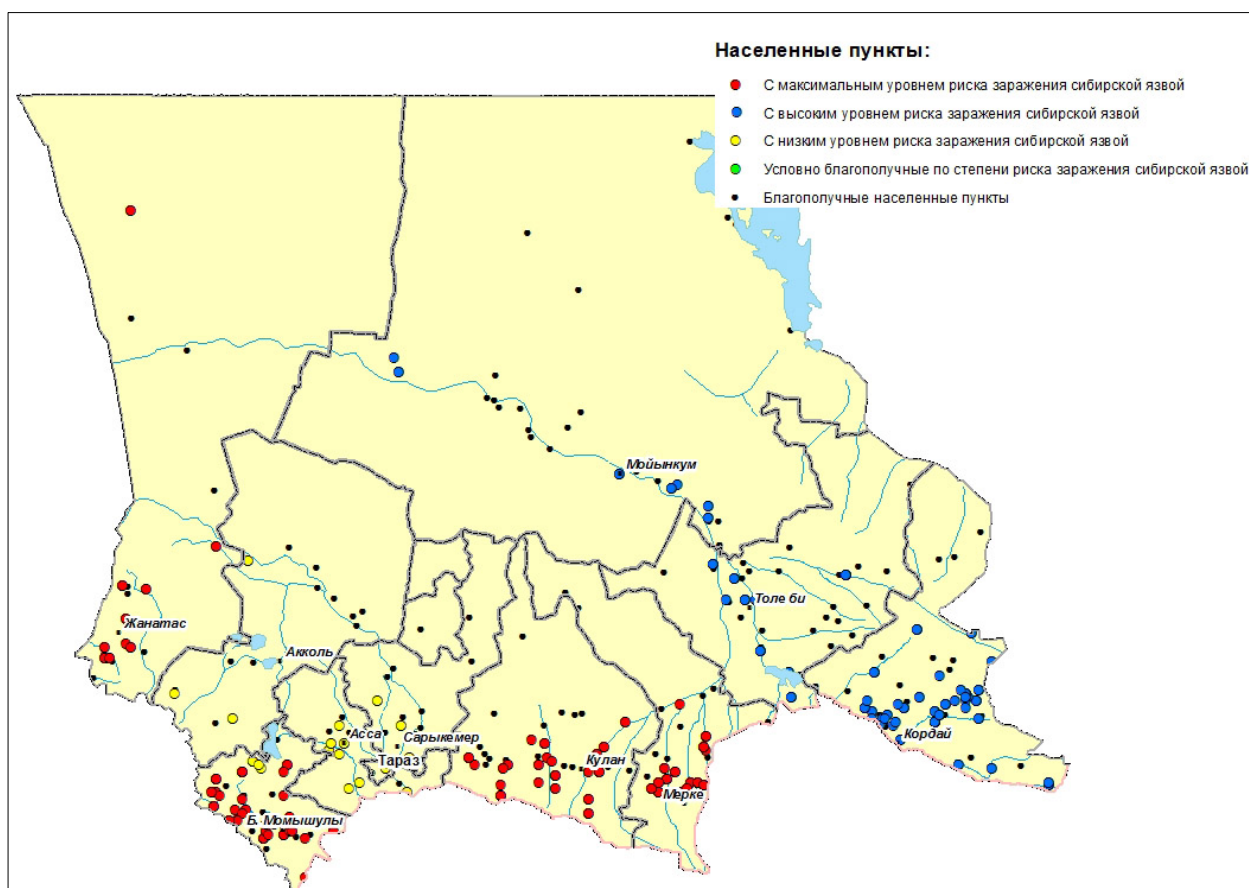 Населенные пункты:
С максимальным уровнем риска заражения сибирской язвой
С высоким уровнем риска заражения сибирской язвой
С низким уровнем риска заражения сибирской язвой
Условно благополучные по степени риска заражения сибирской язвой
Благополучные населенные пункты
Мойынкум
Толе би
Жанатас
Акколь
Асса
Сарыкемер
Кордай
Тараз
Кулан
Мерке
Б. Момышулы